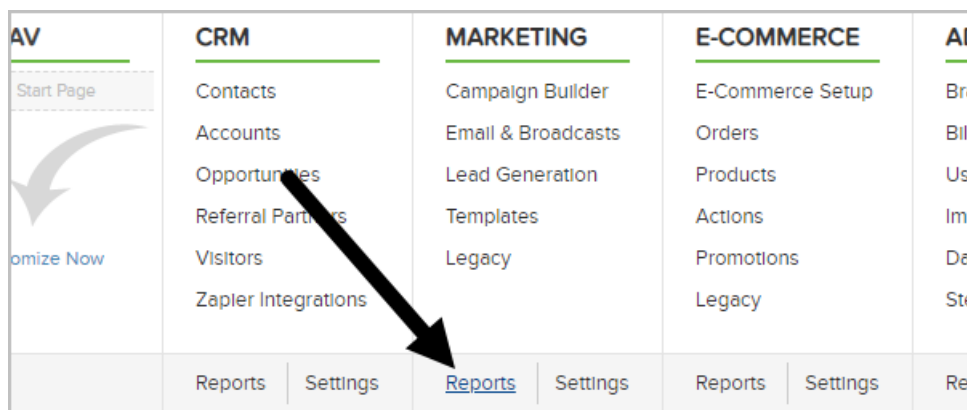 AV
Start Page
omize Now
CRM
Contacts
Accounts
Opportunities
Referral Partners
Visitors
Zapier Integrations
Reports
Settings
MARKETING
Campaign Builder
Email & Broadcasts
Lead Generation
Templates
Legacy
Reports
Settings
E-COMMERCE
E-Commerce Setup
Orders
Products
Actions
Promotions
Legacy
Reports
Settings